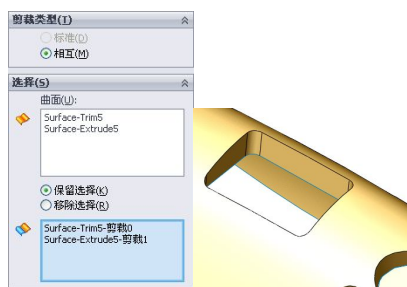 剪裁类型(T)
标准(D)
相互(M)
选择(S)
曲面(U):
Surface-Trim5
Surface-Extrude5
保留选择(K)
移除选择(R)
Surface-Trim5-剪裁0
Surface-Extrude5-剪裁1